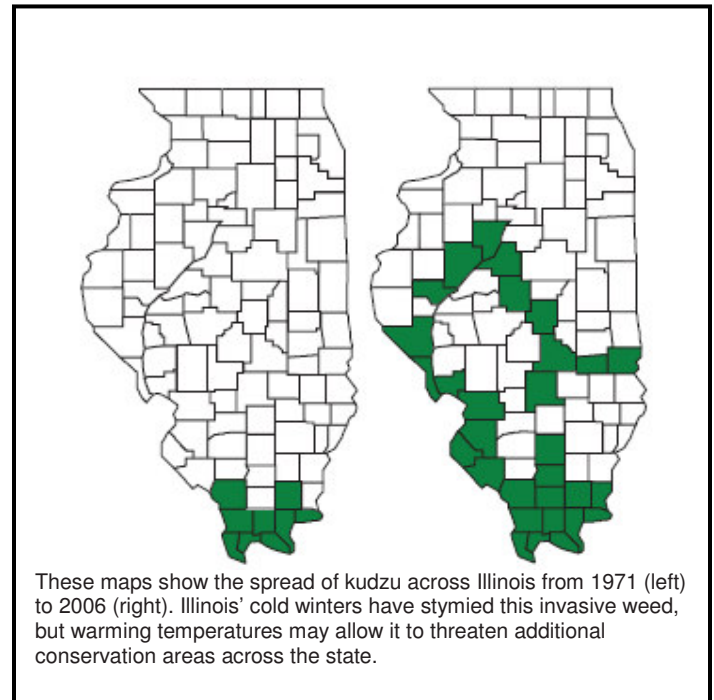 These maps show the spread of kudzu across Illinois from 1971 (left)
to 2006 (right). Illinois’ cold winters have stymied this invasive weed,
but warming temperatures may allow it to threaten additional
conservation areas across the state.